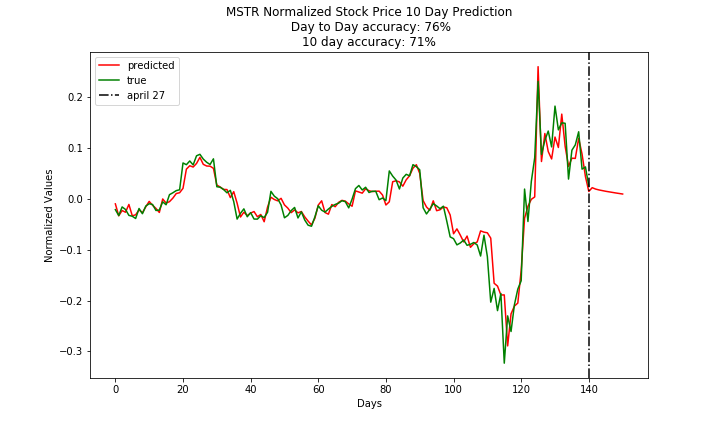 MSTR Normalized Stock Price 10 Day Prediction
Day to Day accuracy: 76%
10 day accuracy: 71%
predicted
true
april 27
Normalized Values
0.2
0.1
0.0
−0.1
−0.2
−0.3
0 20 40 60 80 100 120 140
Days